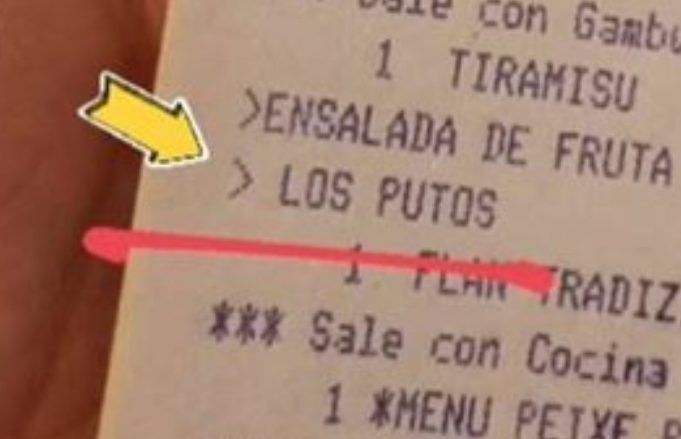 Sale con Gambu
1 TIRAMISU
>ENSALADA DE FRUTA
> LOS PUTOS
1 FLAN TRADIZ
*** Sale con Cocina
1 *MENU PEIXE